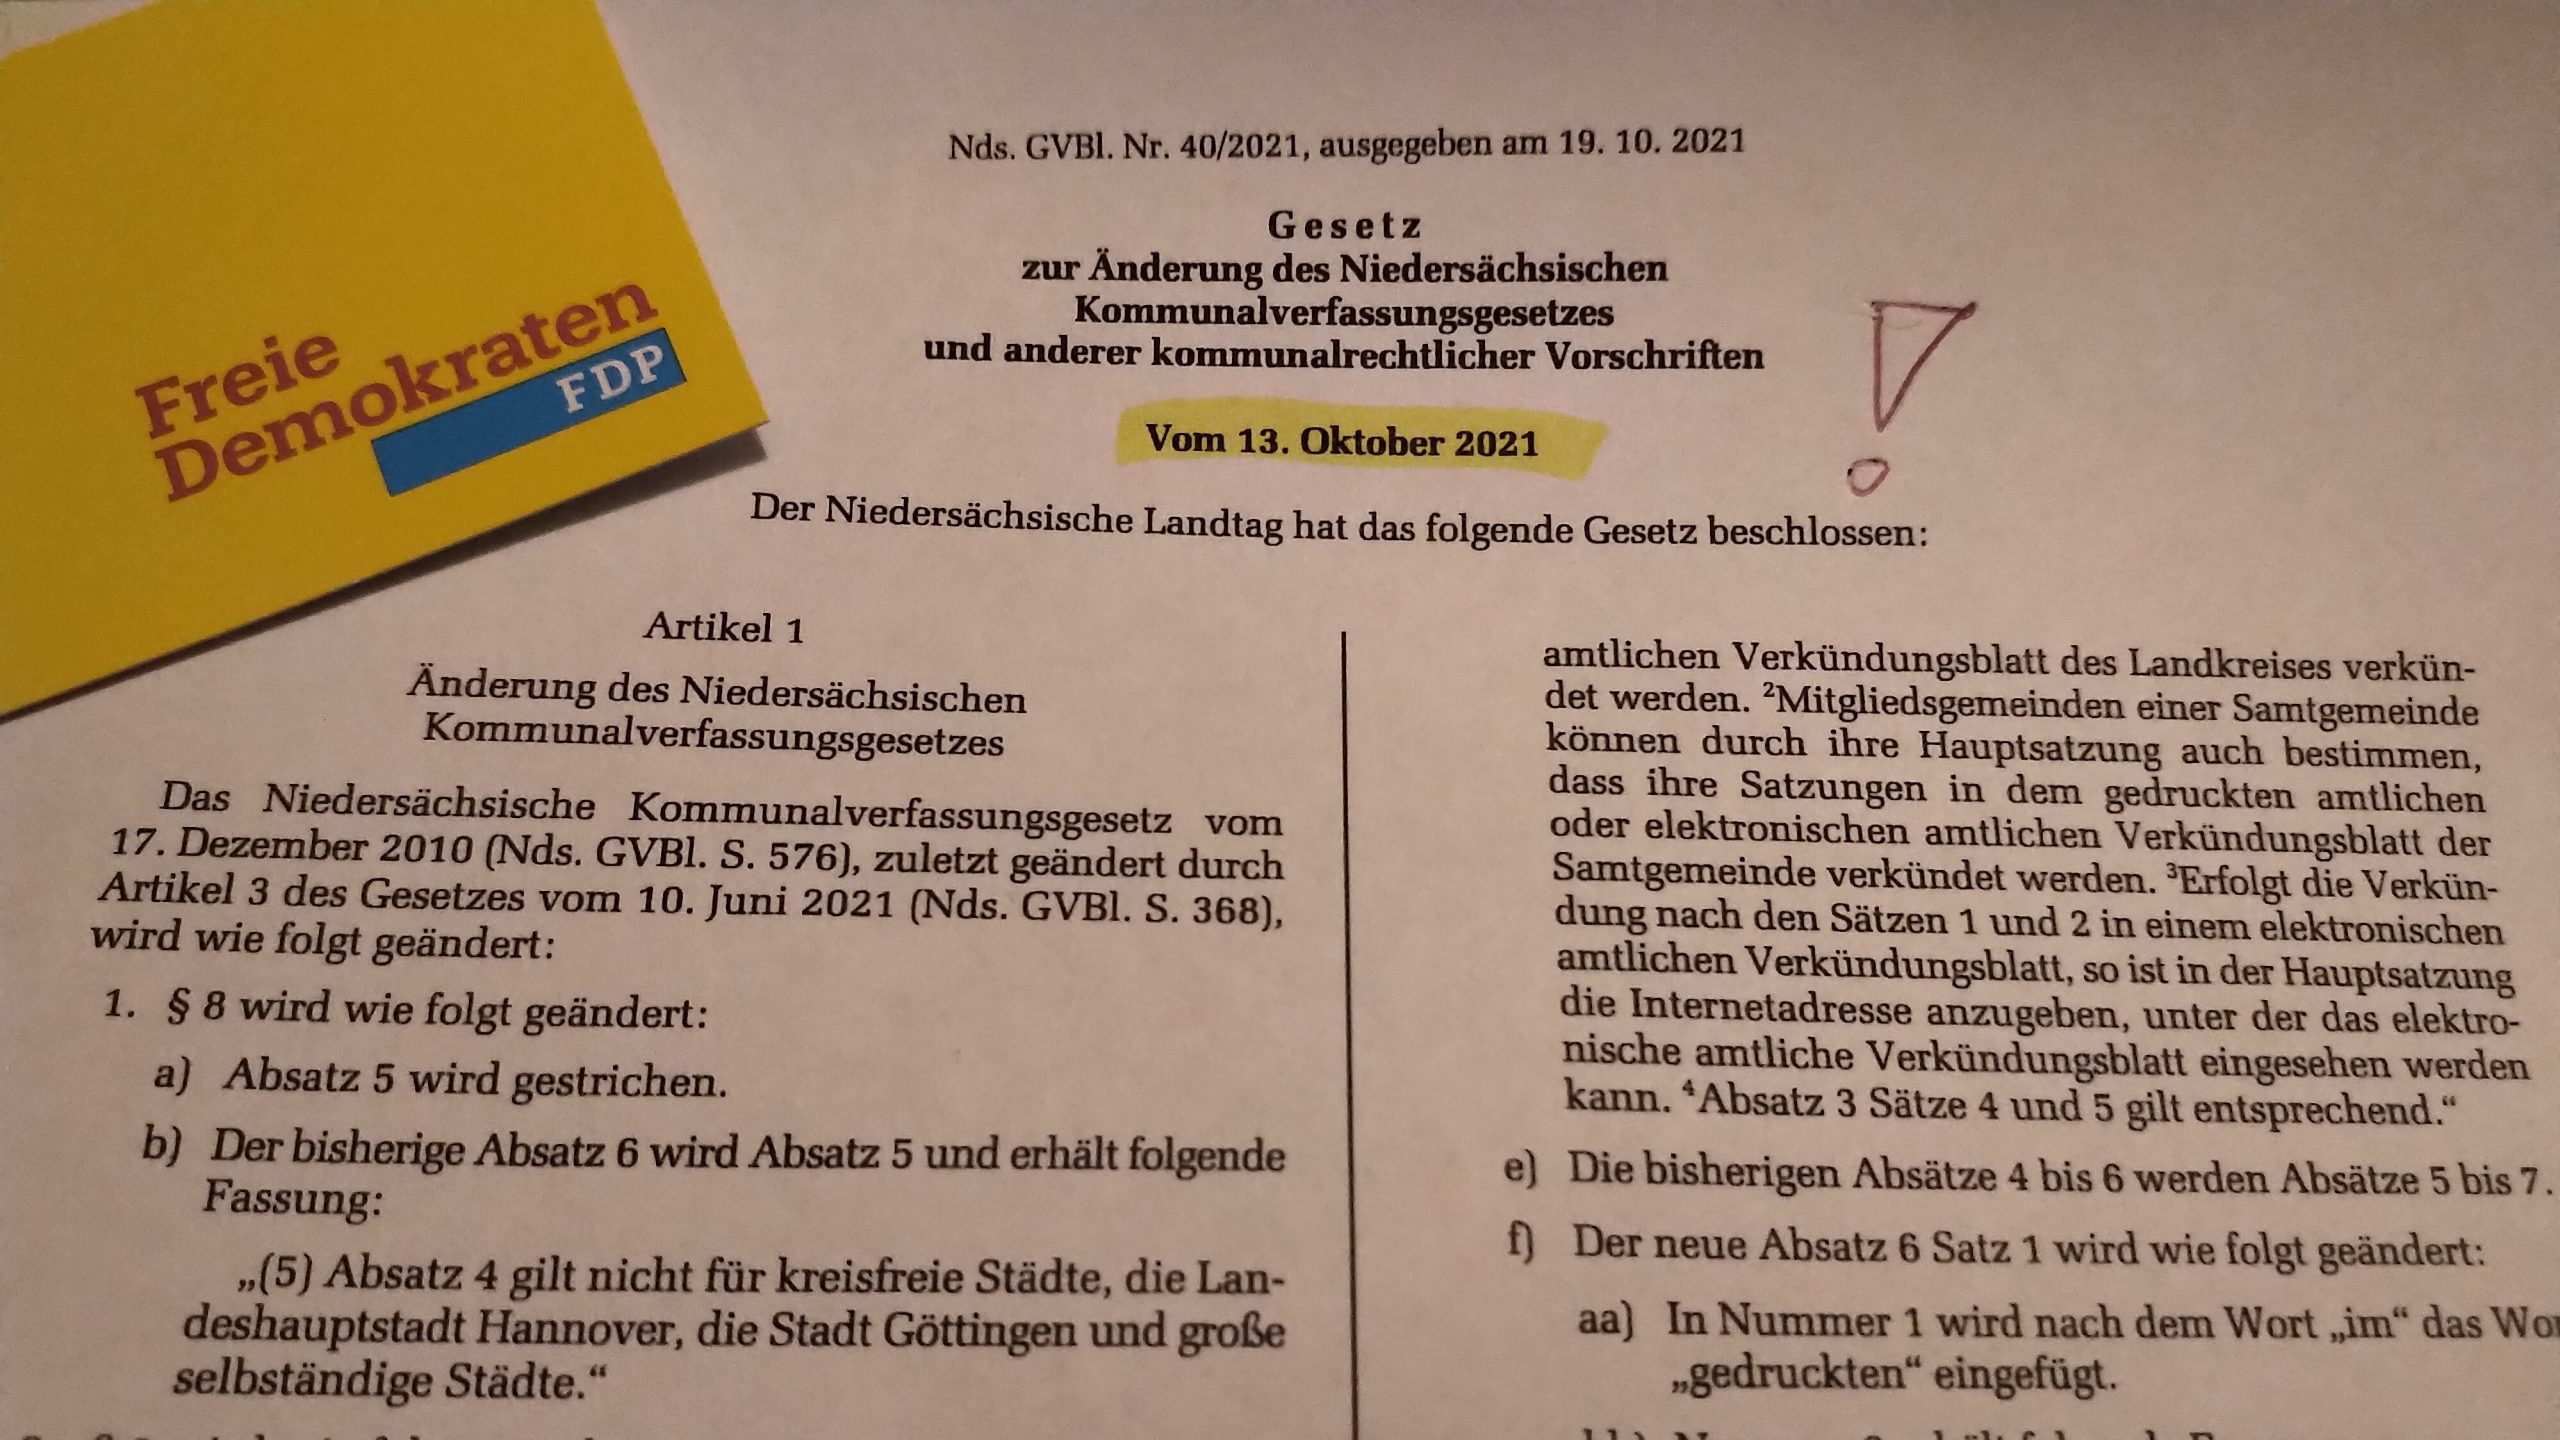 Freie
Demokraten
FDP
Nds. GVBl. Nr. 40/2021, ausgegeben am 19. 10. 2021
Gesetz
zur Änderung des Niedersächsischen
Kommunalverfassungsgesetzes
und anderer kommunalrechtlicher Vorschriften
!
Vom 13. Oktober 2021
Der Niedersächsische Landtag hat das folgende Gesetz beschlossen:
Artikel 1
Änderung des Niedersächsischen
Kommunalverfassungsgesetzes
Das Niedersächsische Kommunalverfassungsgesetz vom
17. Dezember 2010 (Nds. GVBl. S. 576), zuletzt geändert durch
Artikel 3 des Gesetzes vom 10. Juni 2021 (Nds. GVBl. S. 368),
wird wie folgt geändert:
1. § 8 wird wie folgt geändert:
a) Absatz 5 wird gestrichen.
b) Der bisherige Absatz 6 wird Absatz 5 und erhält folgende
Fassung:
„(5) Absatz 4 gilt nicht für kreisfreie Städte, die Lan-
deshauptstadt Hannover, die Stadt Göttingen und große
selbständige Städte.“
amtlichen Verkündungsblatt des Landkreises verkün-
det werden. ²Mitgliedsgemeinden einer Samtgemeinde
können durch ihre Hauptsatzung auch bestimmen,
dass ihre Satzungen in dem gedruckten amtlichen
oder elektronischen amtlichen Verkündungsblatt der
Samtgemeinde verkündet werden. ³Erfolgt die Verkün-
dung nach den Sätzen 1 und 2 in einem elektronischen
amtlichen Verkündungsblatt, so ist in der Hauptsatzung
die Internetadresse anzugeben, unter der das elektro-
nische amtliche Verkündungsblatt eingesehen werden
kann. ⁴Absatz 3 Sätze 4 und 5 gilt entsprechend.“
e) Die bisherigen Absätze 4 bis 6 werden Absätze 5 bis 7.
f) Der neue Absatz 6 Satz 1 wird wie folgt geändert:
aa) In Nummer 1 wird nach dem Wort „im“ das Wor
„gedruckten“ eingefügt.